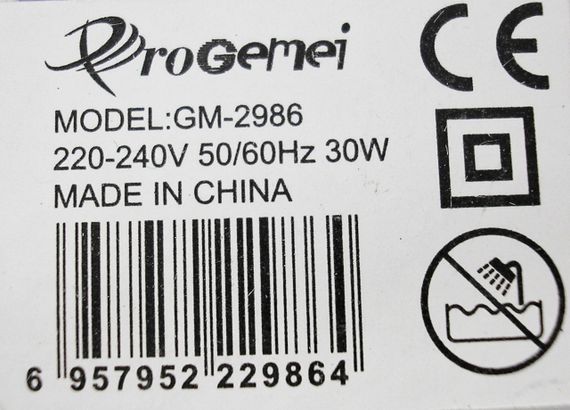 ProGemei
CE
MODEL:GM-2986
220-240V 50/60Hz 30W
MADE IN CHINA
6 957952 229864